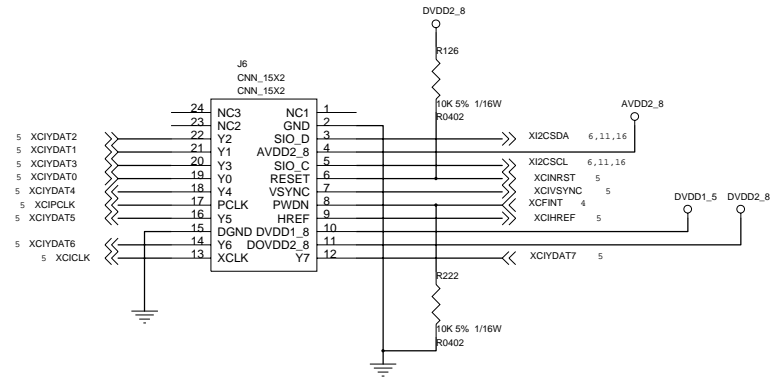 DVDD2_8
R126
10K 5% 1/16W
R0402
J6
CNN_15X2
CNN_15X2
AVDD2_8
24 NC3 NC1 1
23 NC2 GND 2
5 XCIYDAT2 22 Y2 SIO_D 3 XI2CSDA 6,11,16
5 XCIYDAT1 21 Y1 AVDD2_8 4
5 XCIYDAT3 20 Y3 SIO_C 5 XI2CSCL 6,11,16
5 XCIYDAT0 19 Y0 RESET 6 XCINRST 5
5 XCIYDAT4 18 Y4 VSYNC 7 XCIVSYNC 5
5 XCIPCLK 17 PCLK PWDN 8 XCFINT 4
5 XCIYDAT5 16 Y5 HREF 9 XCIHREF 5
DVDD1_5 DVDD2_8
15 DGND DVDD1_8 10
5 XCIYDAT6 14 Y6 DOVDD2_8 11
5 XCICLK 13 XCLK Y7 12 XCIYDAT7 5
R222
10K 5% 1/16W
R0402